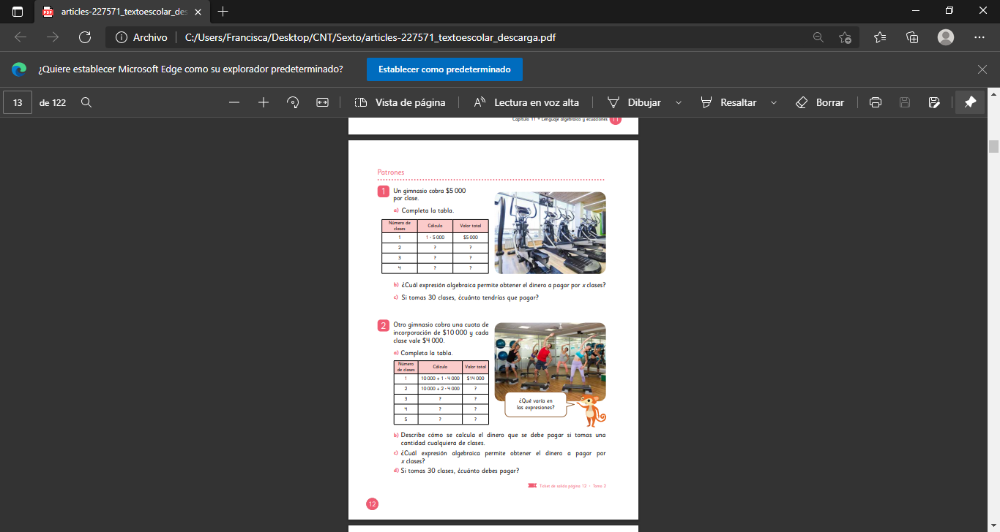 articles-227571_textoescolar_des
Archivo
C:/Users/Francisca/Desktop/CNT/Sexto/articles-227571_textoescolar_descarga.pdf
¿Quiere establecer Microsoft Edge como su explorador predeterminado?
Establecer como predeterminado
13 de 122
Vista de página
Lectura en voz alta
Dibujar
Resaltar
Borrar
Capítulo 11 • Lenguaje algebraico y ecuaciones 11
Patrones
1 Un gimnasio cobra $5 000
por clase.
a) Completa la tabla.
Número de clases Cálculo Valor total
1 1 • 5 000 $5 000
2 ? ?
3 ? ?
4 ? ?
b) ¿Cuál expresión algebraica permite obtener el dinero a pagar por x clases?
c) Si tomas 30 clases, ¿cuánto tendrías que pagar?
2 Otro gimnasio cobra una cuota de
incorporación de $10 000 y cada
clase vale $4 000.
a) Completa la tabla.
Número de clases Cálculo Valor total
1 10 000 + 1 • 4 000 $14 000
2 10 000 + 2 • 4 000 ?
3 ? ?
4 ? ?
5 ? ?
¿Qué varía en
las expresiones?
b) Describe cómo se calcula el dinero que se debe pagar si tomas una
cantidad cualquiera de clases.
c) ¿Cuál expresión algebraica permite obtener el dinero a pagar por
x clases?
d) Si tomas 30 clases, ¿cuánto debes pagar?
Ticket de salida página 12 • Tomo 2
12